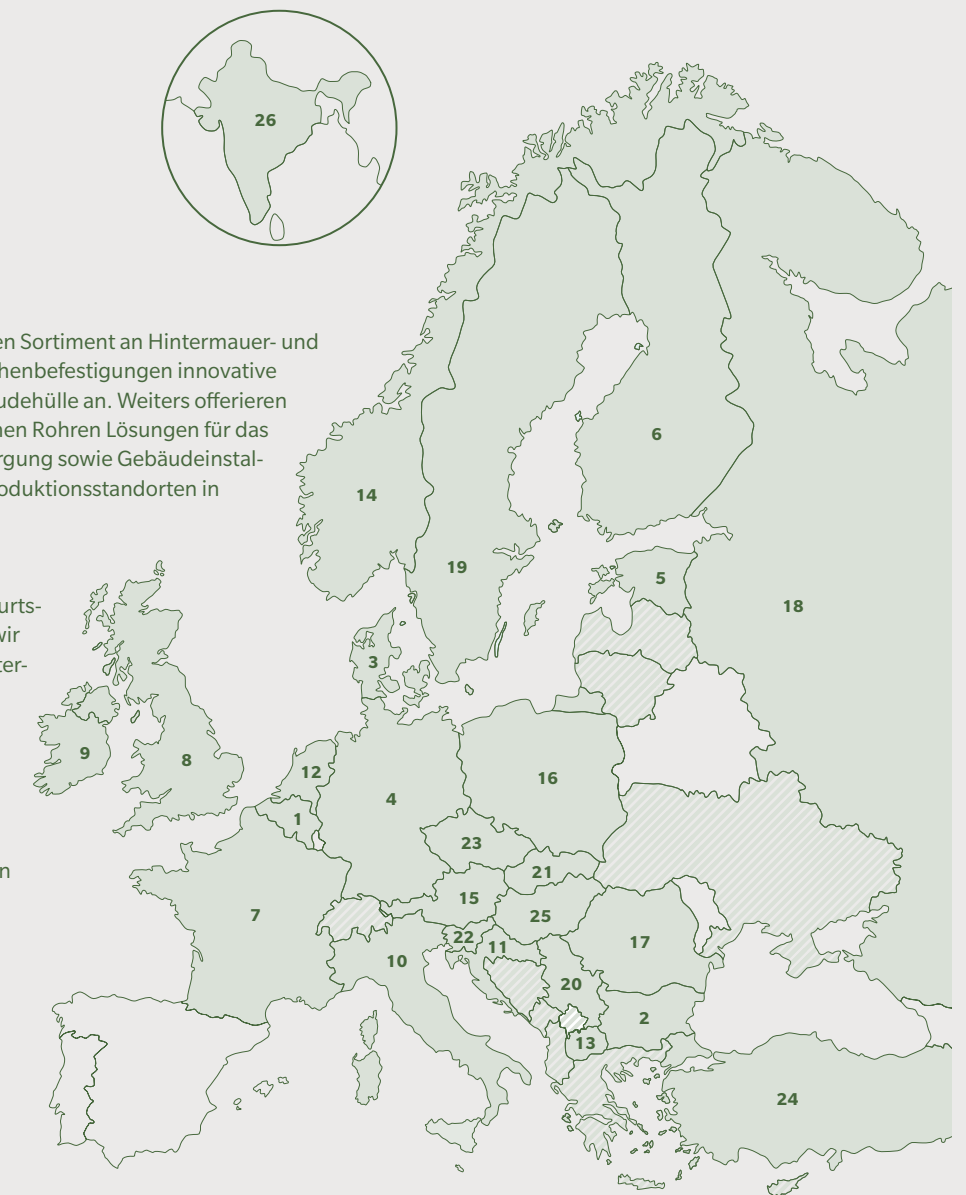 26
en Sortiment an Hintermauer- und
henbefestigungen innovative
udehülle an. Weiters offerieren
nen Rohren Lösungen für das
rgung sowie Gebäudeinstal-
oduktionsstandorten in
6
14
19
5
urts-
18
wir
ter-
3
9
8
12
16
4
1
23
n
21
15
7
25
22
11
17
10
20
2
13
24